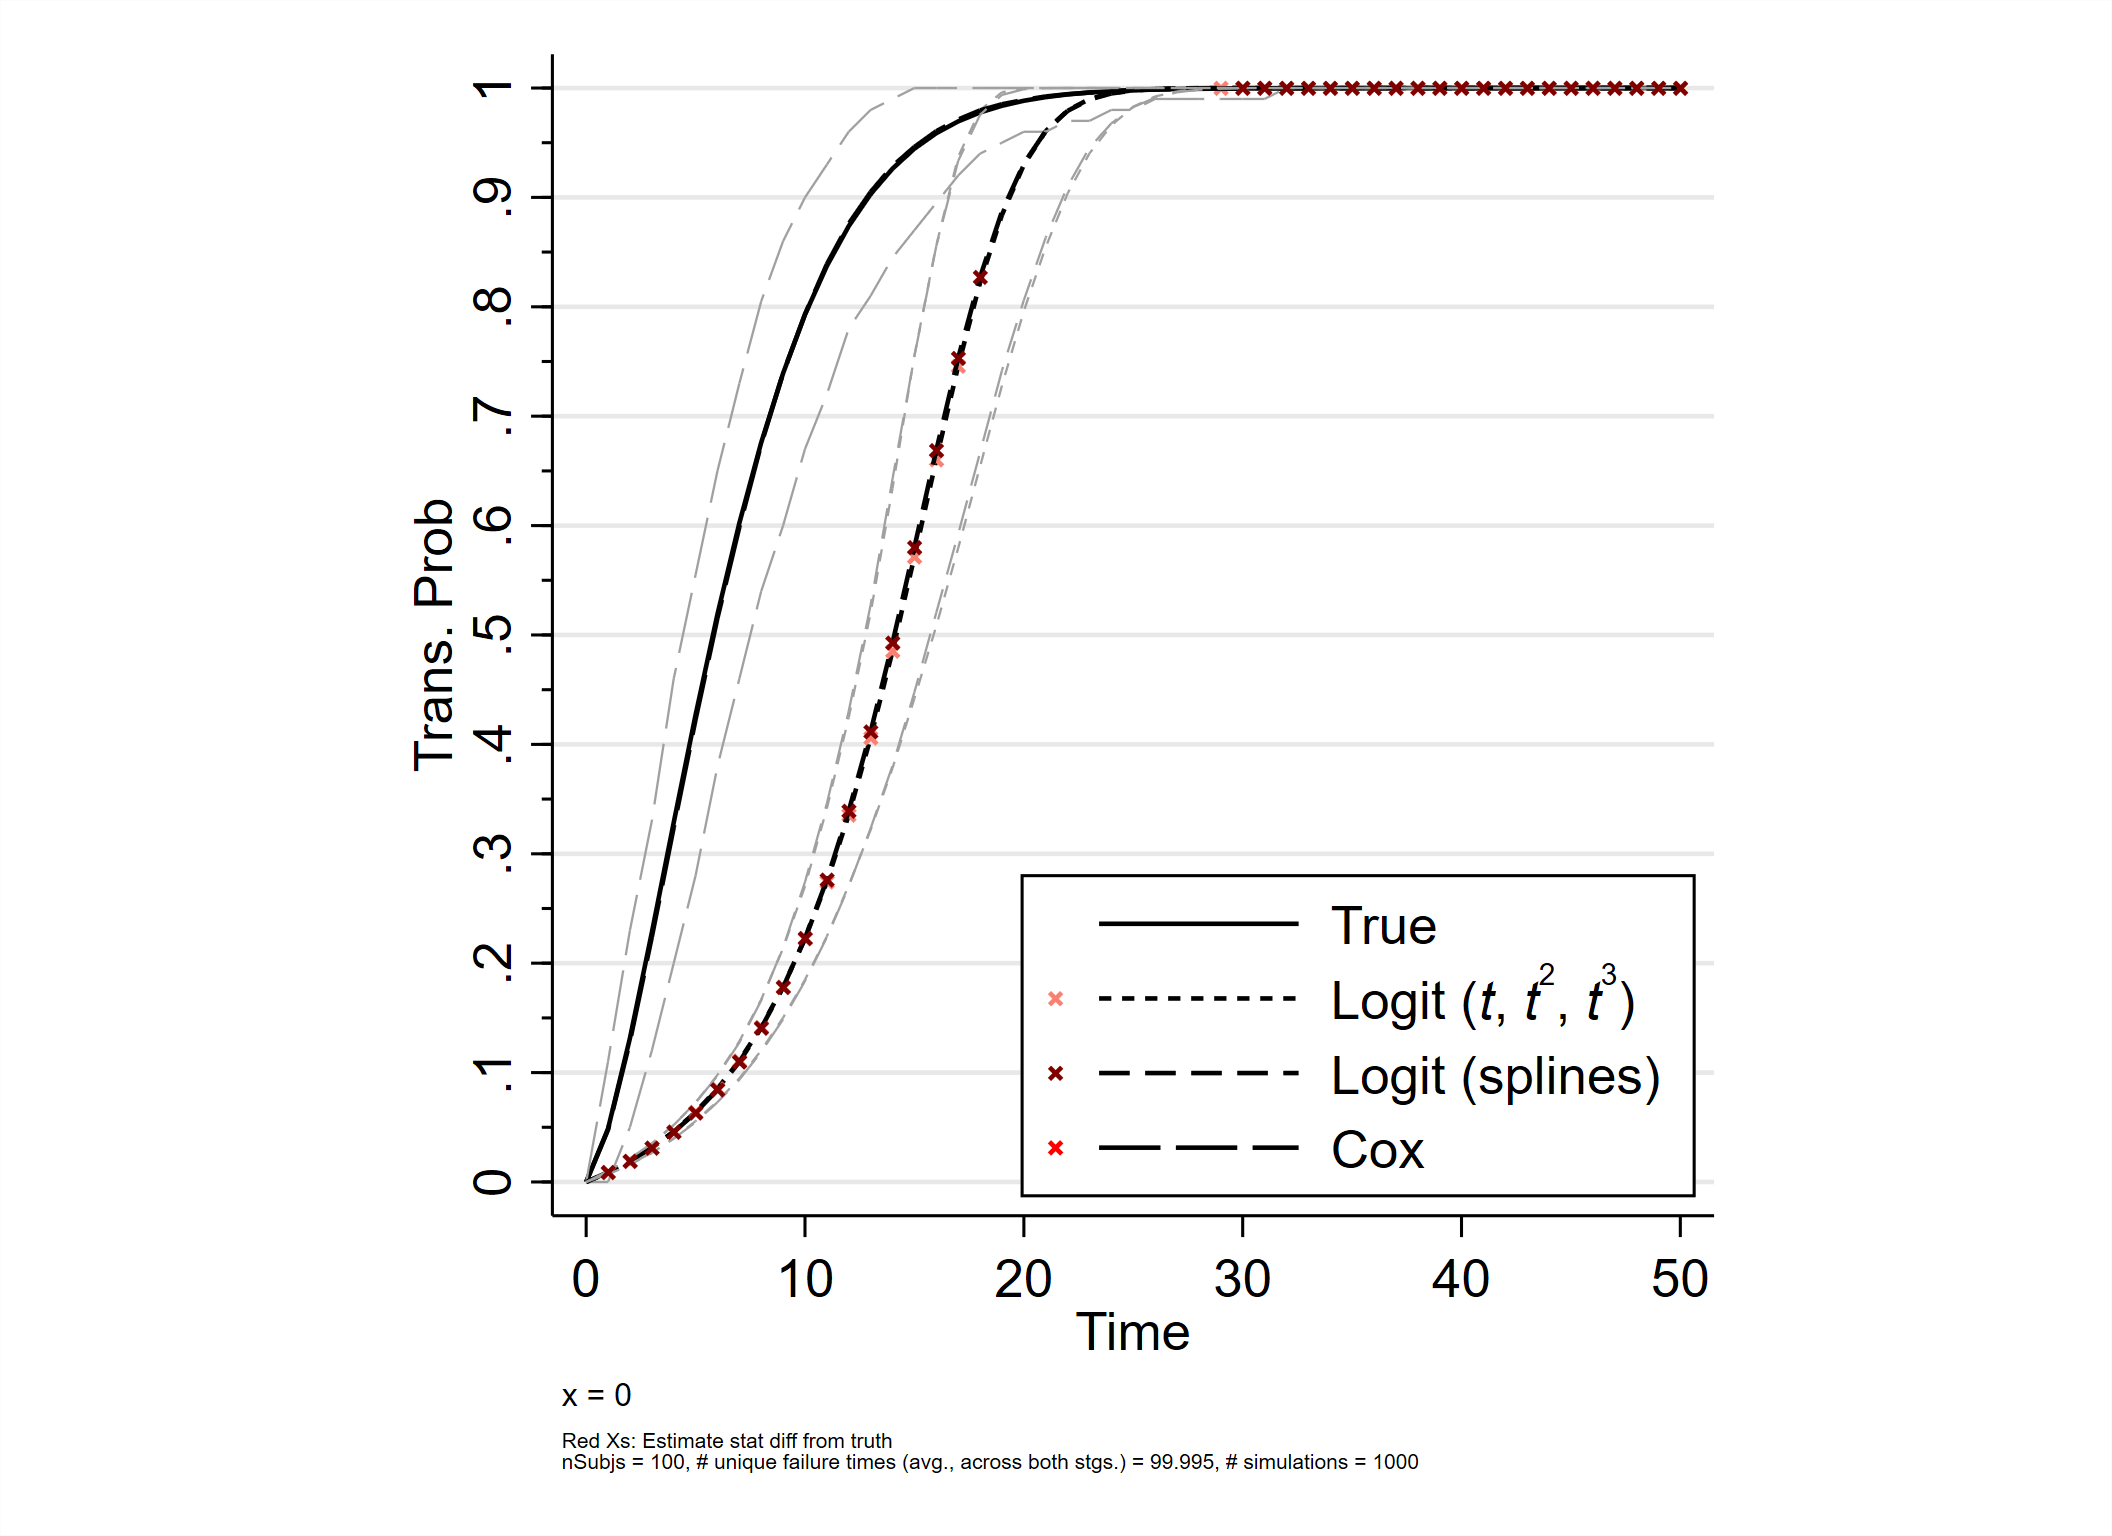 1
.9
.8
.7
.6
.5
.4
.3
.2
.1
0
Trans. Prob
True
Logit (t, t², t³)
Logit (splines)
Cox
0 10 20 30 40 50
Time
x = 0
Red Xs: Estimate stat diff from truth
nSubjs = 100, # unique failure times (avg., across both stgs.) = 99.995, # simulations = 1000